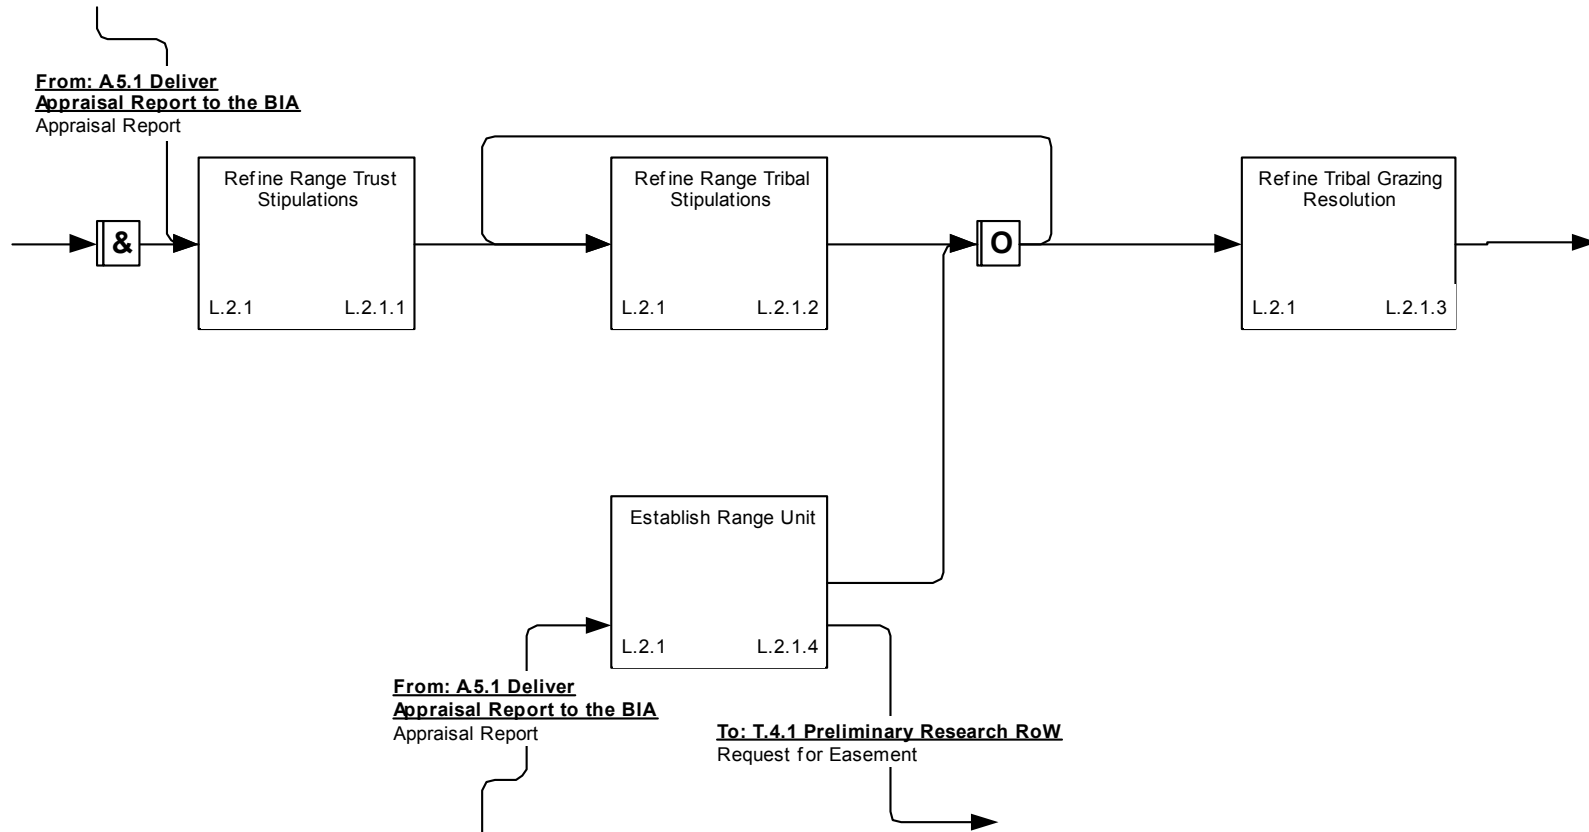 From: A.5.1 Deliver
Appraisal Report to the BIA
Appraisal Report
&
Refine Range Trust
Stipulations
L.2.1 L.2.1.1
Refine Range Tribal
Stipulations
L.2.1 L.2.1.2
O
Refine Tribal Grazing
Resolution
L.2.1 L.2.1.3
Establish Range Unit
L.2.1 L.2.1.4
From: A.5.1 Deliver
Appraisal Report to the BIA
Appraisal Report
To: T.4.1 Preliminary Research RoW
Request for Easement